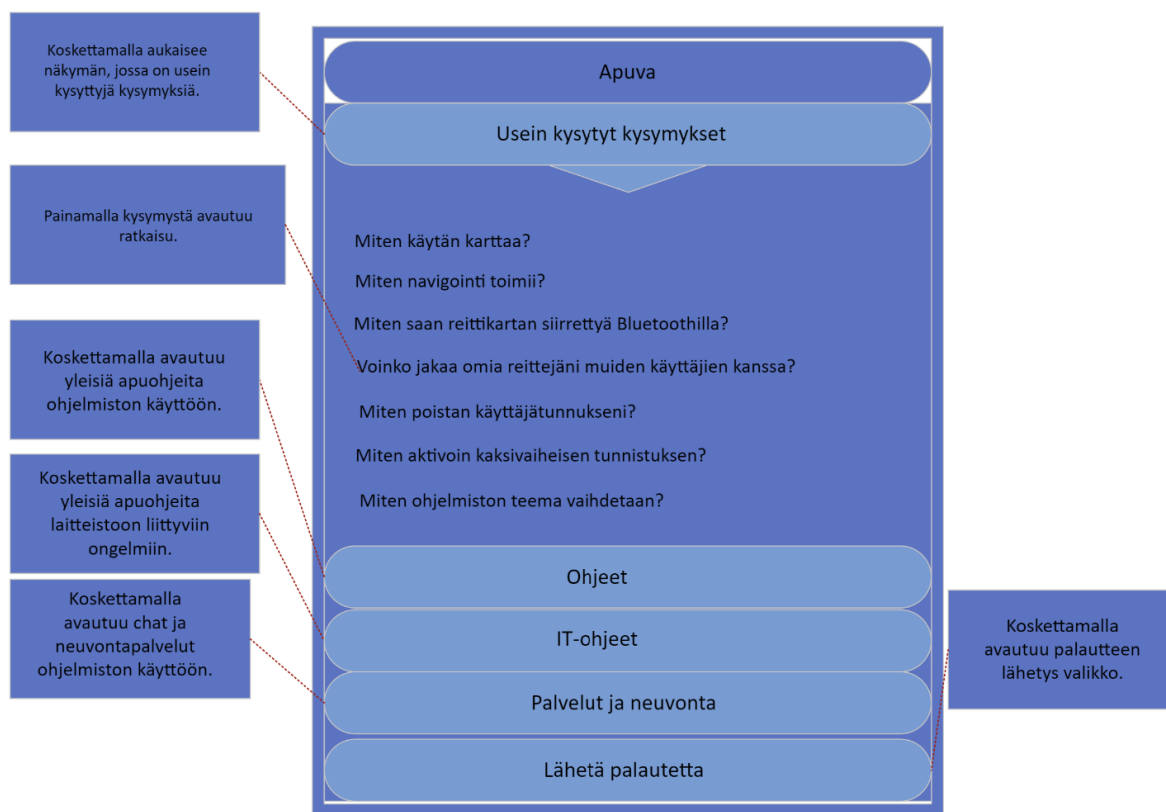 Koskettamalla aukaisee
näkymän, jossa on usein
kysyttyjä kysymyksiä.
Painamalla kysymystä avautuu
ratkaisu.
Koskettamalla avautuu
yleisiä apuohjeita
ohjelmiston käyttöön.
Koskettamalla avautuu
yleisiä apuohjeita
laitteistoon liittyviin
ongelmiin.
Koskettamalla
avautuu chat ja
neuvontapalvelut
ohjelmiston käyttöön.
Apuva
Usein kysytyt kysymykset
Miten käytän karttaa?
Miten navigointi toimii?
Miten saan reittikartan siirrettyä Bluetoothilla?
Voinko jakaa omia reittejäni muiden käyttäjien kanssa?
Miten poistan käyttäjätunnukseni?
Miten aktivoin kaksivaiheisen tunnistuksen?
Miten ohjelmiston teema vaihdetaan?
Ohjeet
IT-ohjeet
Palvelut ja neuvonta
Lähetä palautetta
Koskettamalla
avautuu palautteen
lähetys valikko.